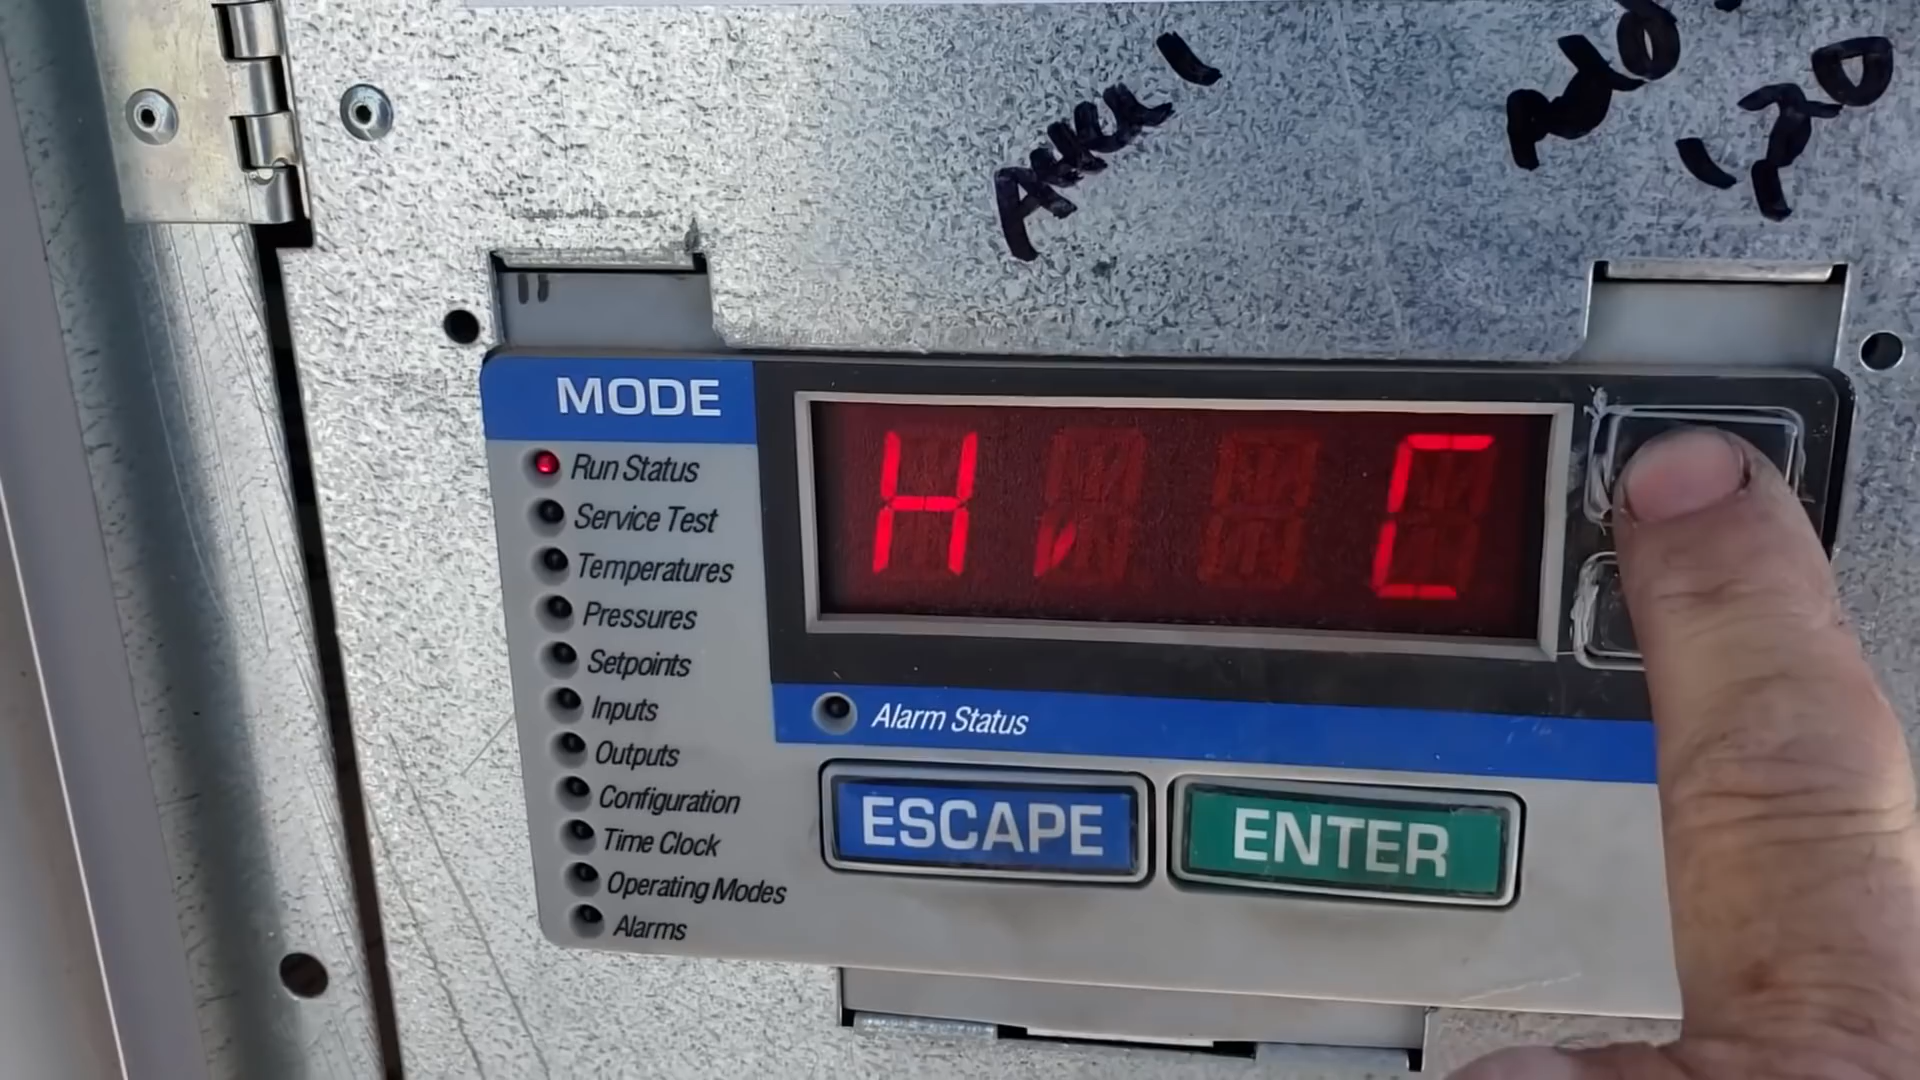 MODE
Run Status
Service Test
Temperatures
Pressures
Setpoints
Inputs
Outputs
Configuration
Time Clock
Operating Modes
Alarms
H C
Alarm Status
ESCAPE
ENTER